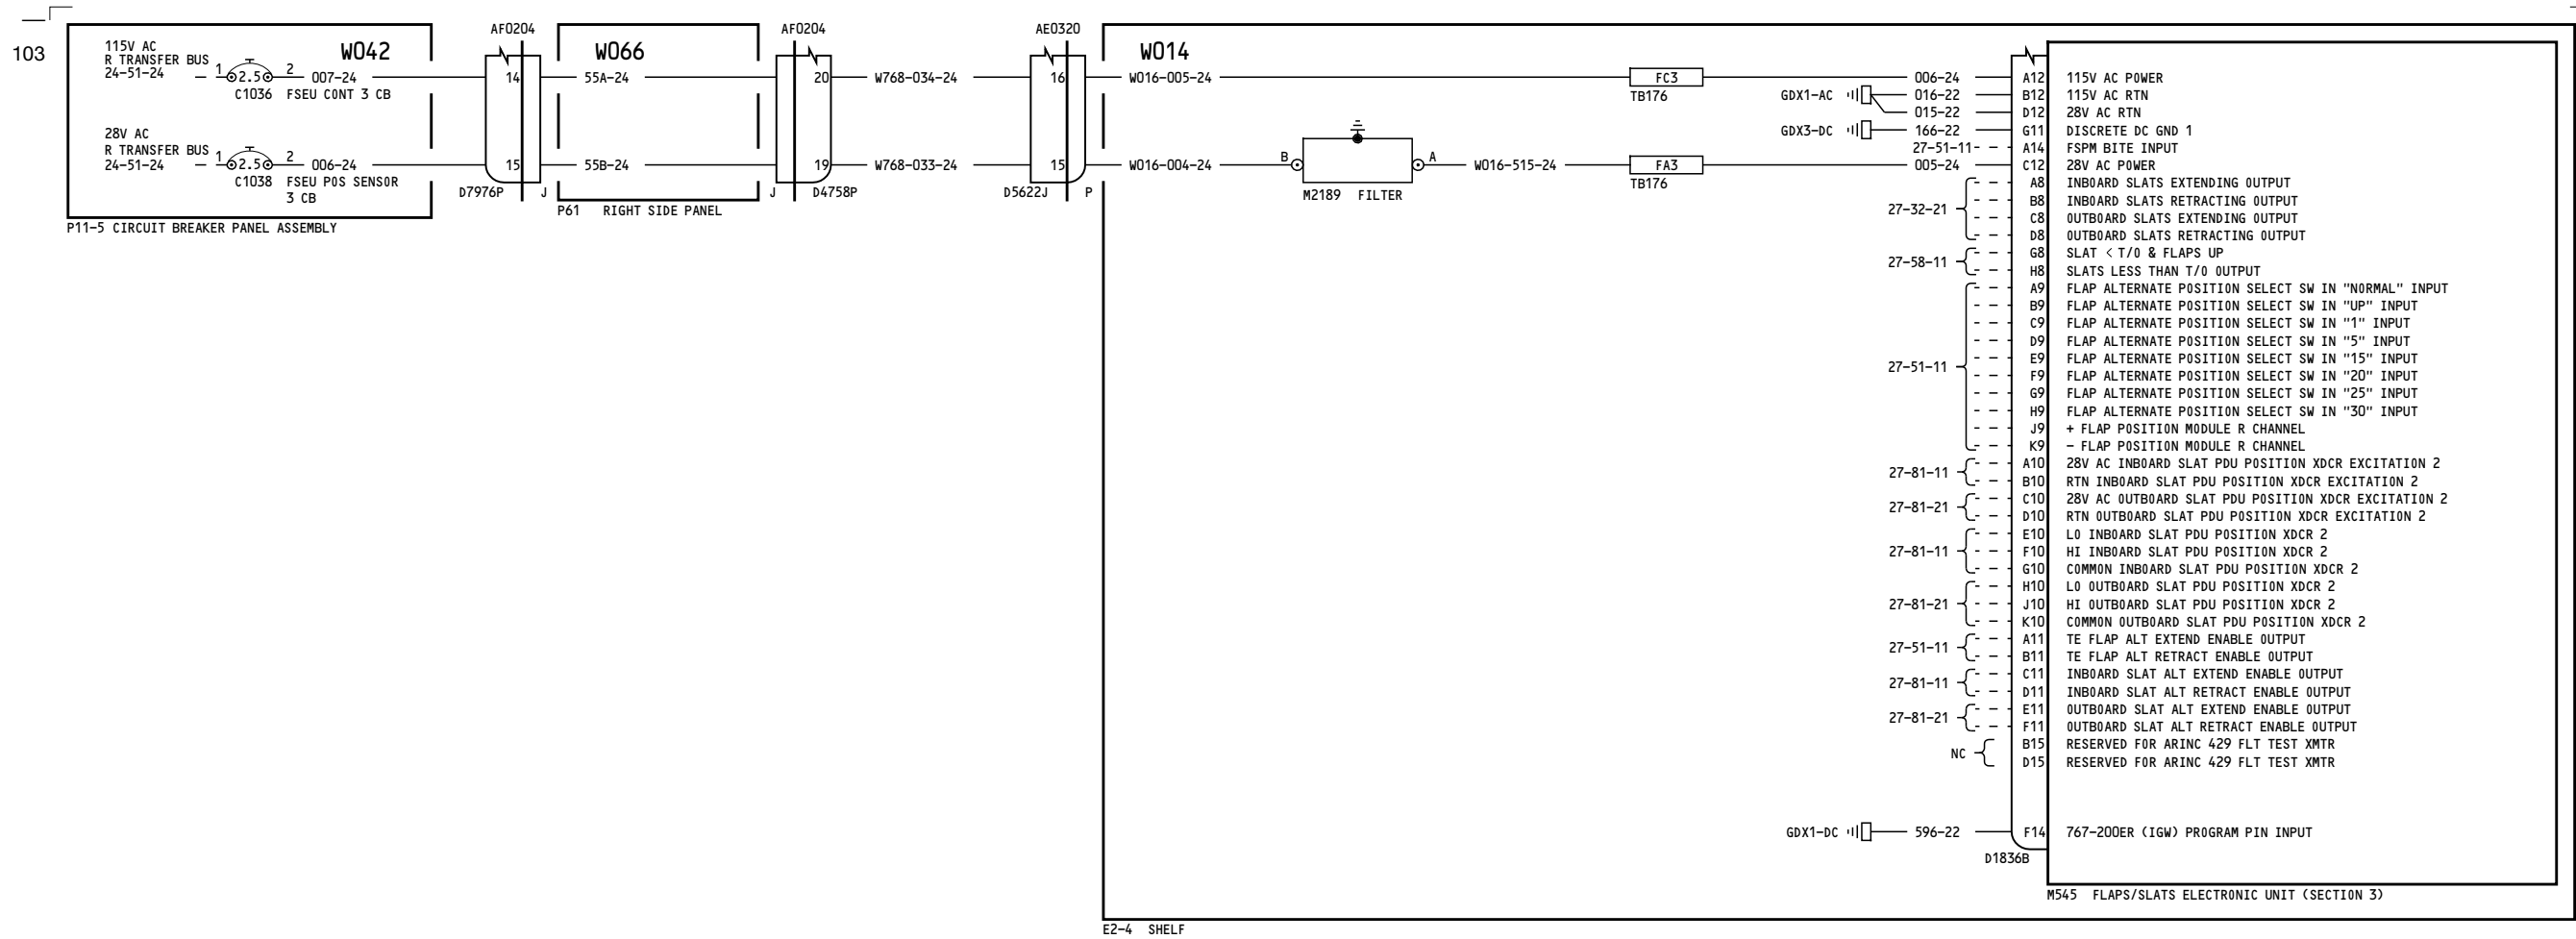 103
115V AC
R TRANSFER BUS
24-51-24
1
2.5
2
007-24
C1036 FSEU CONT 3 CB
W042
28V AC
R TRANSFER BUS
24-51-24
1
2.5
2
006-24
C1038 FSEU POS SENSOR
3 CB
P11-5 CIRCUIT BREAKER PANEL ASSEMBLY
AF0204
14
15
D7976P
J
W066
55A-24
55B-24
P61 RIGHT SIDE PANEL
AF0204
20
19
J
D4758P
W768-034-24
W768-033-24
AE0320
16
15
D5622J
P
W014
W016-005-24
FC3
TB176
W016-004-24
B
A
M2189 FILTER
W016-515-24
FA3
TB176
006-24
GDX1-AC
016-22
015-22
GDX3-DC
166-22
27-51-11
005-24
27-32-21
27-58-11
27-51-11
27-81-11
27-81-21
27-81-11
27-81-21
27-51-11
27-81-11
27-81-21
NC
GDX1-DC
596-22
A12 115V AC POWER
B12 115V AC RTN
D12 28V AC RTN
G11 DISCRETE DC GND 1
A14 FSPM BITE INPUT
C12 28V AC POWER
A8 INBOARD SLATS EXTENDING OUTPUT
B8 INBOARD SLATS RETRACTING OUTPUT
C8 OUTBOARD SLATS EXTENDING OUTPUT
D8 OUTBOARD SLATS RETRACTING OUTPUT
G8 SLAT < T/O & FLAPS UP
H8 SLATS LESS THAN T/O OUTPUT
A9 FLAP ALTERNATE POSITION SELECT SW IN "NORMAL" INPUT
B9 FLAP ALTERNATE POSITION SELECT SW IN "UP" INPUT
C9 FLAP ALTERNATE POSITION SELECT SW IN "1" INPUT
D9 FLAP ALTERNATE POSITION SELECT SW IN "5" INPUT
E9 FLAP ALTERNATE POSITION SELECT SW IN "15" INPUT
F9 FLAP ALTERNATE POSITION SELECT SW IN "20" INPUT
G9 FLAP ALTERNATE POSITION SELECT SW IN "25" INPUT
H9 FLAP ALTERNATE POSITION SELECT SW IN "30" INPUT
J9 + FLAP POSITION MODULE R CHANNEL
K9 - FLAP POSITION MODULE R CHANNEL
A10 28V AC INBOARD SLAT PDU POSITION XDCR EXCITATION 2
B10 RTN INBOARD SLAT PDU POSITION XDCR EXCITATION 2
C10 28V AC OUTBOARD SLAT PDU POSITION XDCR EXCITATION 2
D10 RTN OUTBOARD SLAT PDU POSITION XDCR EXCITATION 2
E10 LO INBOARD SLAT PDU POSITION XDCR 2
F10 HI INBOARD SLAT PDU POSITION XDCR 2
G10 COMMON INBOARD SLAT PDU POSITION XDCR 2
H10 LO OUTBOARD SLAT PDU POSITION XDCR 2
J10 HI OUTBOARD SLAT PDU POSITION XDCR 2
K10 COMMON OUTBOARD SLAT PDU POSITION XDCR 2
A11 TE FLAP ALT EXTEND ENABLE OUTPUT
B11 TE FLAP ALT RETRACT ENABLE OUTPUT
C11 INBOARD SLAT ALT EXTEND ENABLE OUTPUT
D11 INBOARD SLAT ALT RETRACT ENABLE OUTPUT
E11 OUTBOARD SLAT ALT EXTEND ENABLE OUTPUT
F11 OUTBOARD SLAT ALT RETRACT ENABLE OUTPUT
B15 RESERVED FOR ARINC 429 FLT TEST XMTR
D15 RESERVED FOR ARINC 429 FLT TEST XMTR
F14 767-200ER (IGW) PROGRAM PIN INPUT
D1836B
M545 FLAPS/SLATS ELECTRONIC UNIT (SECTION 3)
E2-4 SHELF